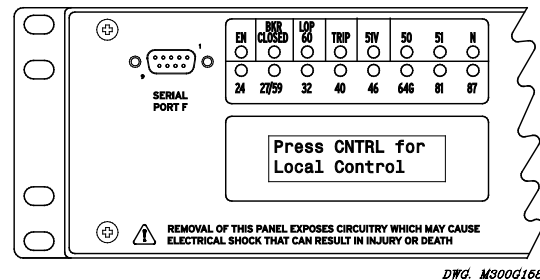 EN BKR CLOSED LOP 60 TRIP 51V 50 51 N
24 27/59 32 40 46 64G 81 87
1
9
SERIAL
PORT F
Press CNTRL for
Local Control
REMOVAL OF THIS PANEL EXPOSES CIRCUITRY WHICH MAY CAUSE
ELECTRICAL SHOCK THAT CAN RESULT IN INJURY OR DEATH
DWG. M300G168